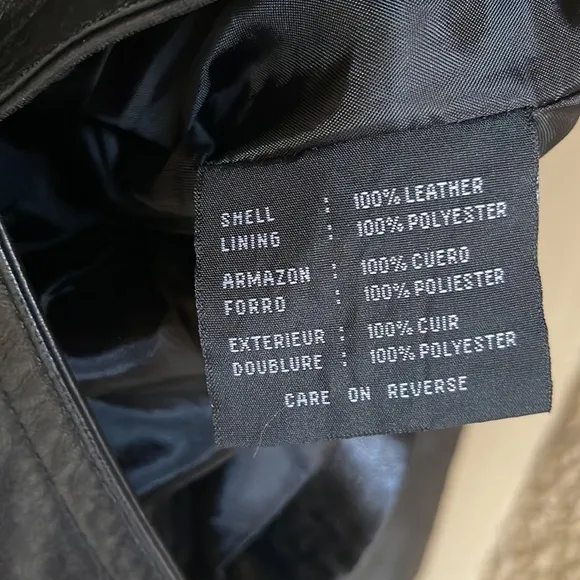 SHELL : 100% LEATHER
LINING : 100% POLYESTER
ARMAZON : 100% CUERO
FORRO : 100% POLIESTER
EXTERIEUR : 100% CUIR
DOUBLURE : 100% POLYESTER
CARE ON REVERSE